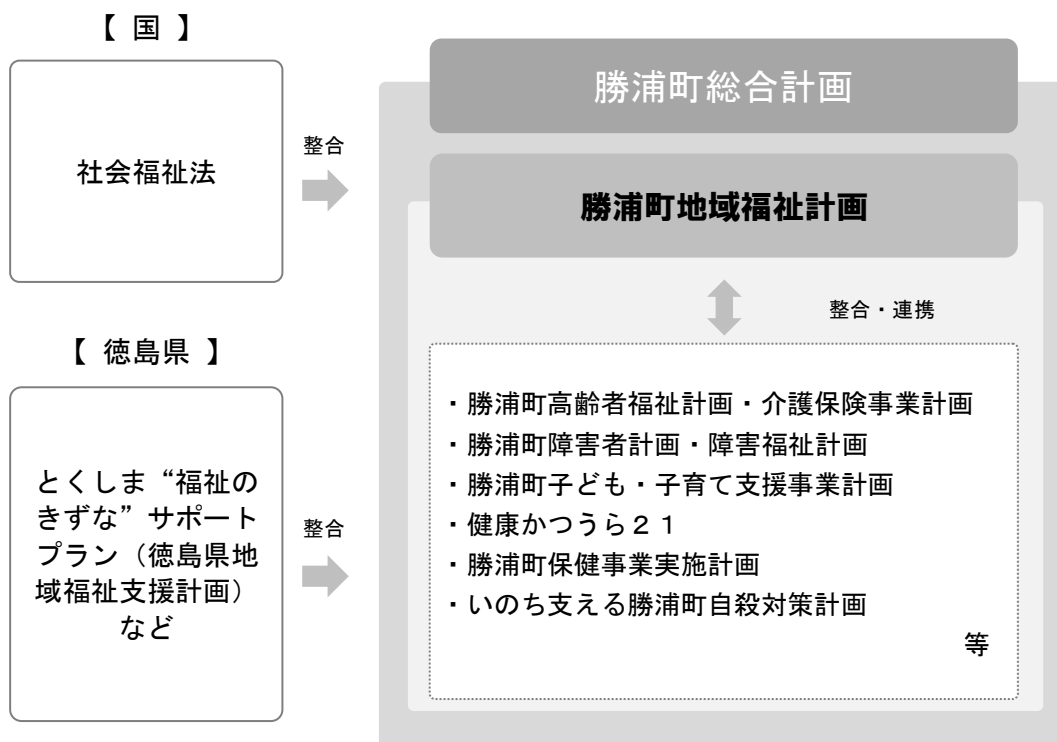 【 国 】
社会福祉法
整合
【 徳島県 】
とくしま“福祉の
きずな”サポート
プラン（徳島県地
域福祉支援計画）
など
整合
勝浦町総合計画
勝浦町地域福祉計画
整合・連携
・勝浦町高齢者福祉計画・介護保険事業計画
・勝浦町障害者計画・障害福祉計画
・勝浦町子ども・子育て支援事業計画
・健康かつうら２１
・勝浦町保健事業実施計画
・いのち支える勝浦町自殺対策計画
等